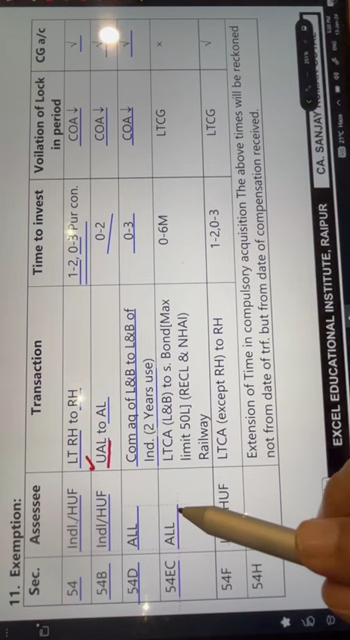 11. Exemption:
Sec. Assessee Transaction Time to Invest Voilation of Lock in period CG a/c
54 Indl/HUF LT RH to RH 1-2, 0-3 Pur con. COA↓ √
54B Indl/HUF UAL to AL 0-2 COA↓
54D ALL Com aq of L&B to L&B of Ind. (2 Years use) 0-3 COA↓ √
54EC ALL LTCA (L&B) to s. Bond[Max limit 50L] (RECL & NHAI) Railway 0-6M LTCG ×
54F HUF LTCA (except RH) to RH 1-2,0-3 LTCG √
54H Extension of Time in compulsory acquisition The above times will be reckoned not from date of trf. but from date of compensation received.
EXCEL EDUCATIONAL INSTITUTE, RAIPUR
CA. SANJAY
21°C Haze